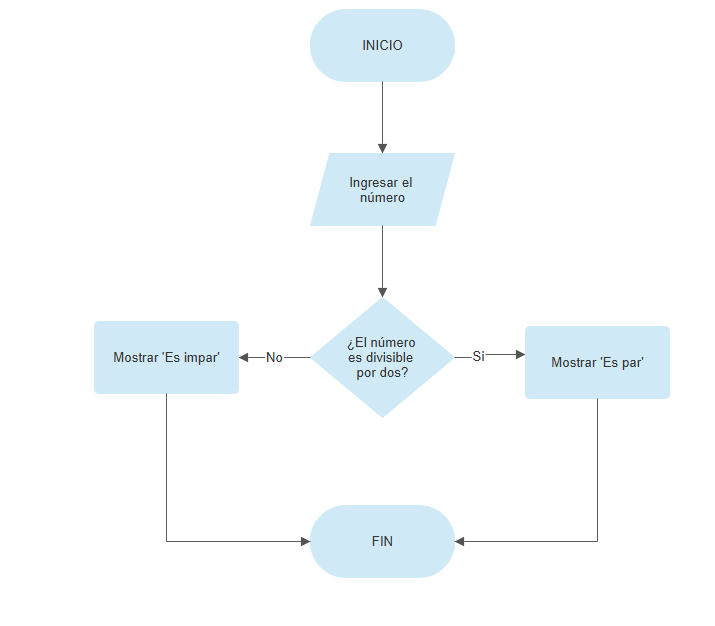 INICIO
Ingresar el
número
¿El número
es divisible
por dos?
No
Si
Mostrar 'Es impar'
Mostrar 'Es par'
FIN